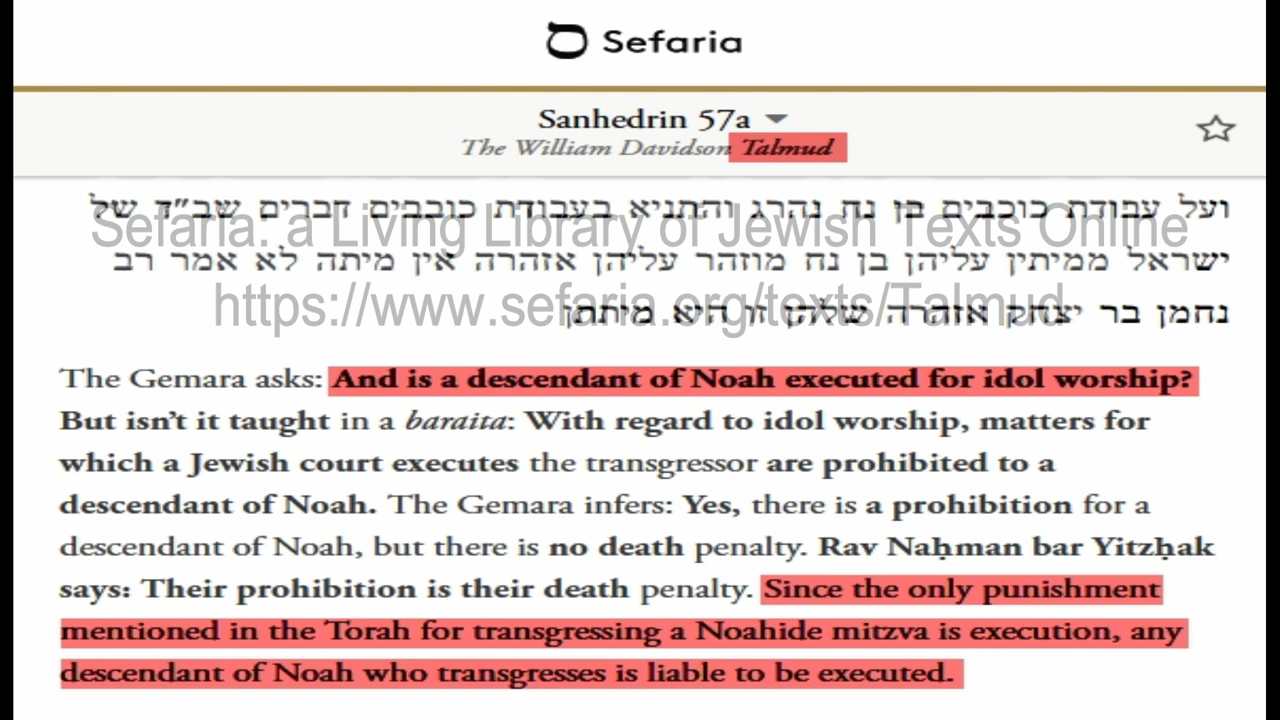 Sefaria
Sanhedrin 57a
The William Davidson Talmud
ועל עבודת כוכבים בן נח נהרג והתניא בעבודת כוכבים דברים שב"ד של
Sefaria: a Living Library of Jewish Texts Online
ישראל ממיתין עליהן בן נח מוזהר עליהן אזהרה אין מיתה לא אמר רב
https://www.sefaria.org/texts/Talmud
נחמן בר יצחק אזהרה שלהן זו היא מיתתן
The Gemara asks: And is a descendant of Noah executed for idol worship?
But isn’t it taught in a baraita: With regard to idol worship, matters for
which a Jewish court executes the transgressor are prohibited to a
descendant of Noah. The Gemara infers: Yes, there is a prohibition for a
descendant of Noah, but there is no death penalty. Rav Naḥman bar Yitzḥak
says: Their prohibition is their death penalty. Since the only punishment
mentioned in the Torah for transgressing a Noahide mitzva is execution, any
descendant of Noah who transgresses is liable to be executed.